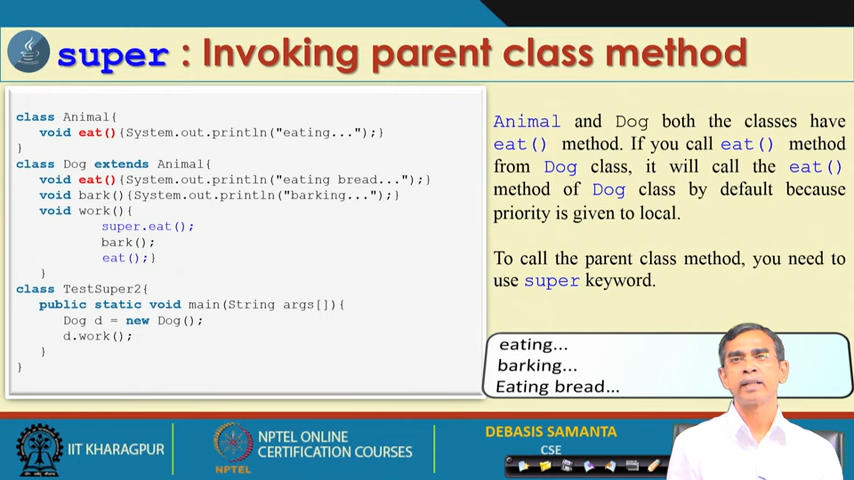 super : Invoking parent class method
class Animal{
void eat(){System.out.println("eating...");}
}
class Dog extends Animal{
void eat(){System.out.println("eating bread...");}
void bark(){System.out.println("barking...");}
void work(){
super.eat();
bark();
eat();}
}
class TestSuper2{
public static void main(String args[]){
Dog d = new Dog();
d.work();
}
}
Animal and Dog both the classes have
eat() method. If you call eat() method
from Dog class, it will call the eat()
method of Dog class by default because
priority is given to local.
To call the parent class method, you need to
use super keyword.
eating...
barking...
Eating bread...
IIT KHARAGPUR
NPTEL
NPTEL ONLINE
CERTIFICATION COURSES
DEBASIS SAMANTA
CSE